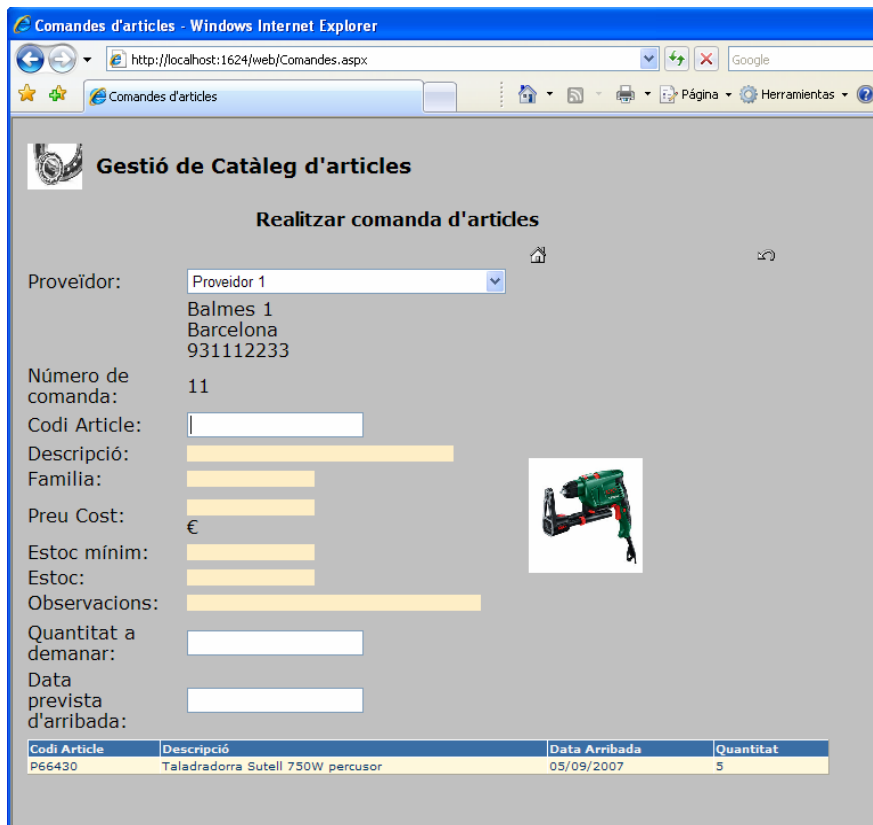 Comandes d'articles - Windows Internet Explorer
http://localhost:1624/web/Comandes.aspx
Google
Comandes d'articles
Página
Herramientas
Gestió de Catàleg d'articles
Realitzar comanda d'articles
Proveïdor:
Proveidor 1
Balmes 1
Barcelona
931112233
Número de
comanda:
11
Codi Article:
Descripció:
Familia:
Preu Cost:
€
Estoc mínim:
Estoc:
Observacions:
Quantitat a
demanar:
Data
prevista
d'arribada:
Codi Article Descripció Data Arribada Quantitat
P66430 Taladradorra Sutell 750W percusor 05/09/2007 5